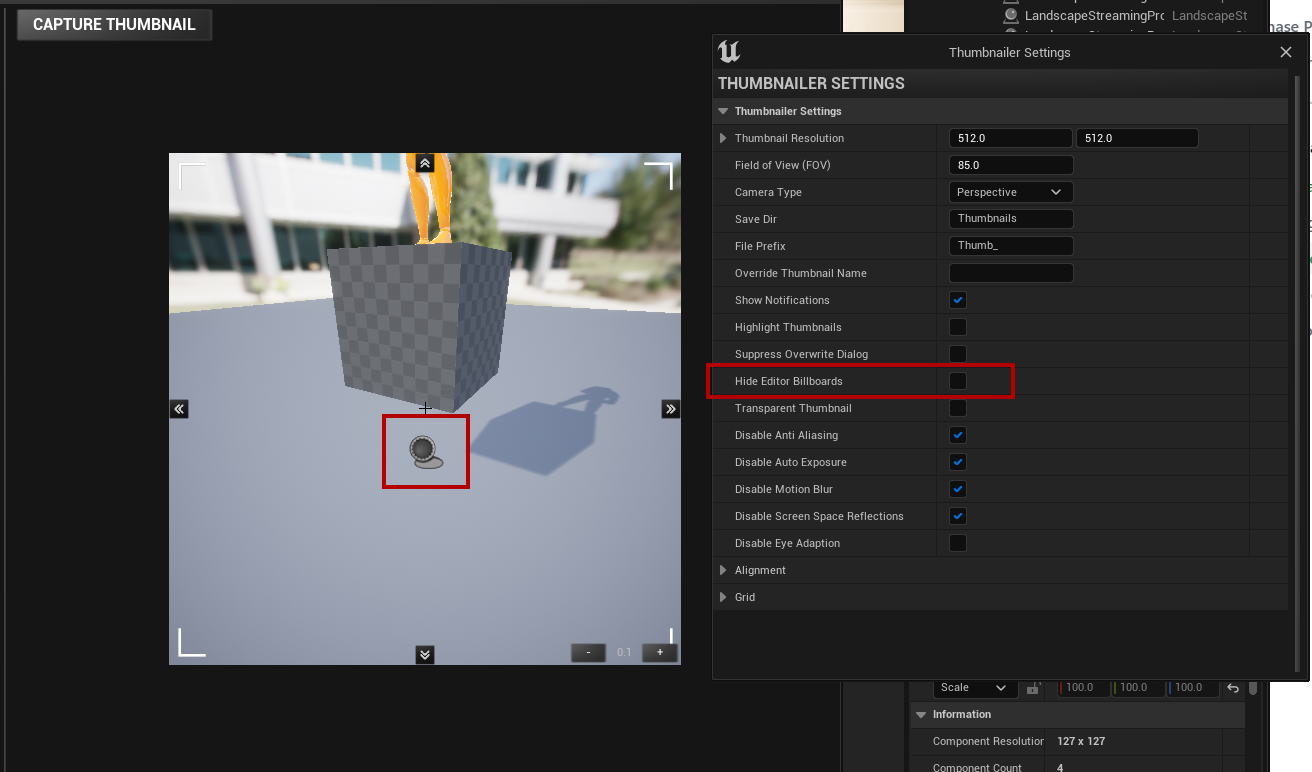 CAPTURE THUMBNAIL
LandscapeStreamingPro LandscapeSt
hase P
Thumbnailer Settings
THUMBNAILER SETTINGS
Thumbnailer Settings
Thumbnail Resolution 512.0 512.0
Field of View (FOV) 85.0
Camera Type Perspective
Save Dir Thumbnails
File Prefix Thumb_
Override Thumbnail Name
Show Notifications
Highlight Thumbnails
Suppress Overwrite Dialog
Hide Editor Billboards
Transparent Thumbnail
Disable Anti Aliasing
Disable Auto Exposure
Disable Motion Blur
Disable Screen Space Reflections
Disable Eye Adaption
Alignment
Grid
- 0.1 +
Scale 100.0 100.0 100.0
Information
Component Resolution 127 x 127
Component Count 4